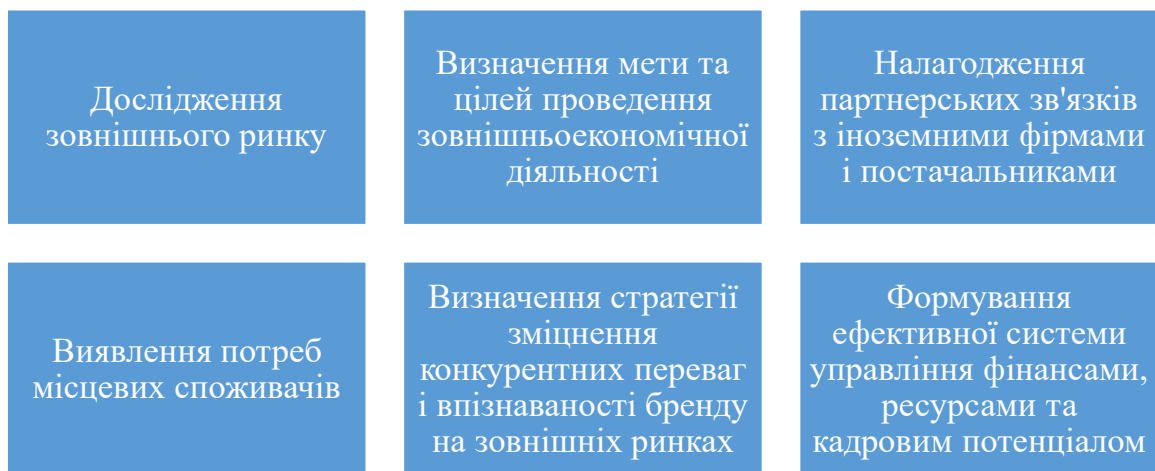 Дослідження
зовнішнього ринку
Визначення мети та
цілей проведення
зовнішньоекономічної
діяльності
Налагодження
партнерських зв'язків
з іноземними фірмами
і постачальниками
Виявлення потреб
місцевих споживачів
Визначення стратегії
зміцнення
конкурентних переваг
і впізнаваності бренду
на зовнішніх ринках
Формування
ефективної системи
управління фінансами,
ресурсами та
кадровим потенціалом